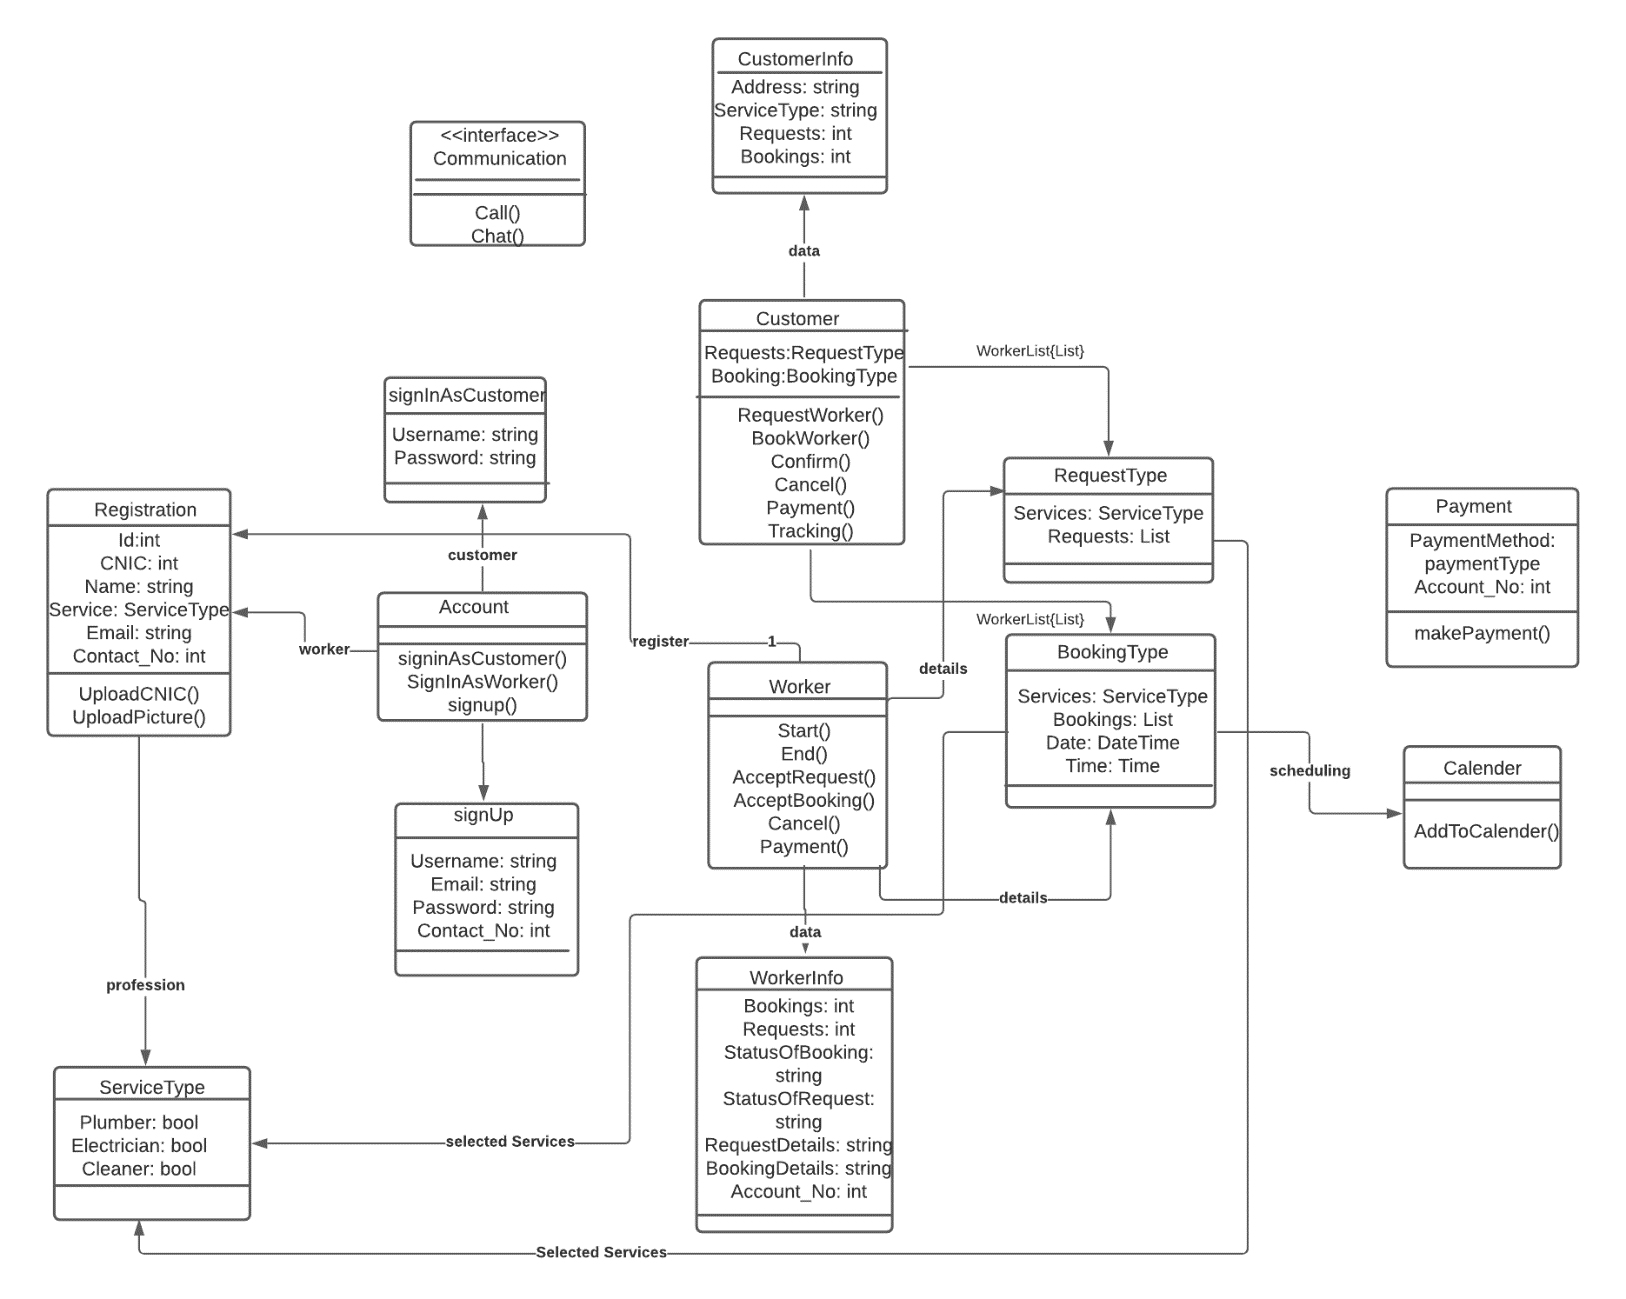 CustomerInfo
Address: string
ServiceType: string
Requests: int
Bookings: int
<<interface>>
Communication
Call()
Chat()
data
Customer
Requests:RequestType
Booking:BookingType
RequestWorker()
BookWorker()
Confirm()
Cancel()
Payment()
Tracking()
WorkerList{List}
signInAsCustomer
Username: string
Password: string
customer
RequestType
Services: ServiceType
Requests: List
Payment
PaymentMethod:
paymentType
Account_No: int
makePayment()
Registration
Id:int
CNIC: int
Name: string
Service: ServiceType
Email: string
Contact_No: int
UploadCNIC()
UploadPicture()
worker
Account
signinAsCustomer()
SignInAsWorker()
signup()
register
1
details
WorkerList{List}
BookingType
Services: ServiceType
Bookings: List
Date: DateTime
Time: Time
Worker
Start()
End()
AcceptRequest()
AcceptBooking()
Cancel()
Payment()
scheduling
Calender
AddToCalender()
signUp
Username: string
Email: string
Password: string
Contact_No: int
details
data
profession
WorkerInfo
Bookings: int
Requests: int
StatusOfBooking:
string
StatusOfRequest:
string
RequestDetails: string
BookingDetails: string
Account_No: int
ServiceType
Plumber: bool
Electrician: bool
Cleaner: bool
selected Services
Selected Services